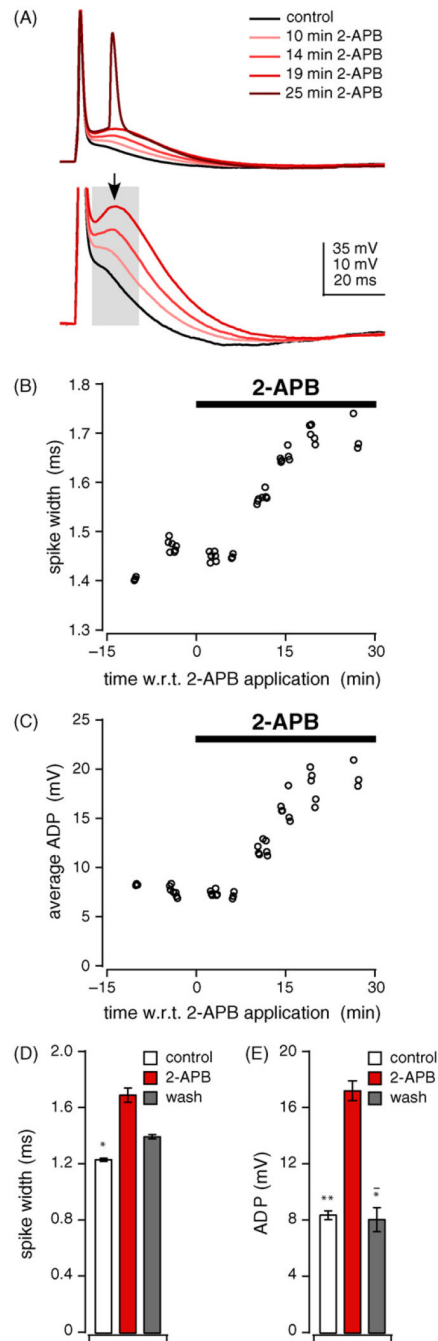 (A)
control
10 min 2-APB
14 min 2-APB
19 min 2-APB
25 min 2-APB
35 mV
10 mV
20 ms
(B)
2-APB
1.8
1.7
1.6
1.5
1.4
1.3
spike width (ms)
−15
0
15
30
time w.r.t. 2-APB application (min)
(C)
2-APB
25
20
15
10
5
0
average ADP (mV)
−15
0
15
30
time w.r.t. 2-APB application (min)
(D)
control
2-APB
wash
2.0
1.6
1.2
0.8
0.4
0
spike width (ms)
*
(E)
control
2-APB
wash
20
16
12
8
4
0
ADP (mV)
**
*